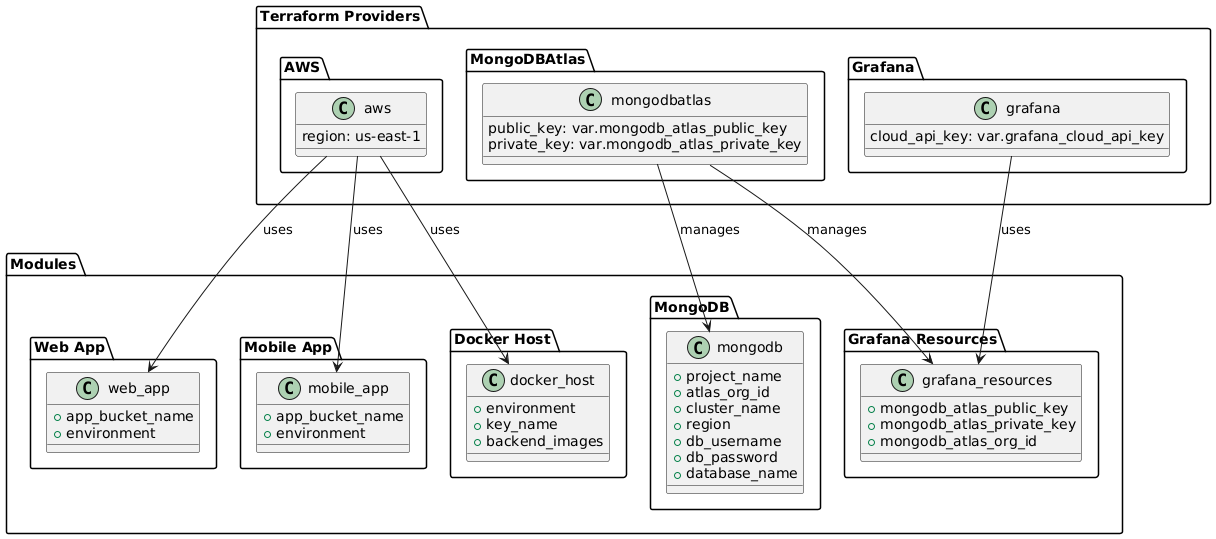 Terraform Providers
AWS
C aws
region: us-east-1
MongoDBAtlas
C mongodbatlas
public_key: var.mongodb_atlas_public_key
private_key: var.mongodb_atlas_private_key
Grafana
C grafana
cloud_api_key: var.grafana_cloud_api_key
uses
uses
uses
manages
manages
uses
Modules
Web App
C web_app
app_bucket_name
environment
Mobile App
C mobile_app
app_bucket_name
environment
Docker Host
C docker_host
environment
key_name
backend_images
MongoDB
C mongodb
project_name
atlas_org_id
cluster_name
region
db_username
db_password
database_name
Grafana Resources
C grafana_resources
mongodb_atlas_public_key
mongodb_atlas_private_key
mongodb_atlas_org_id